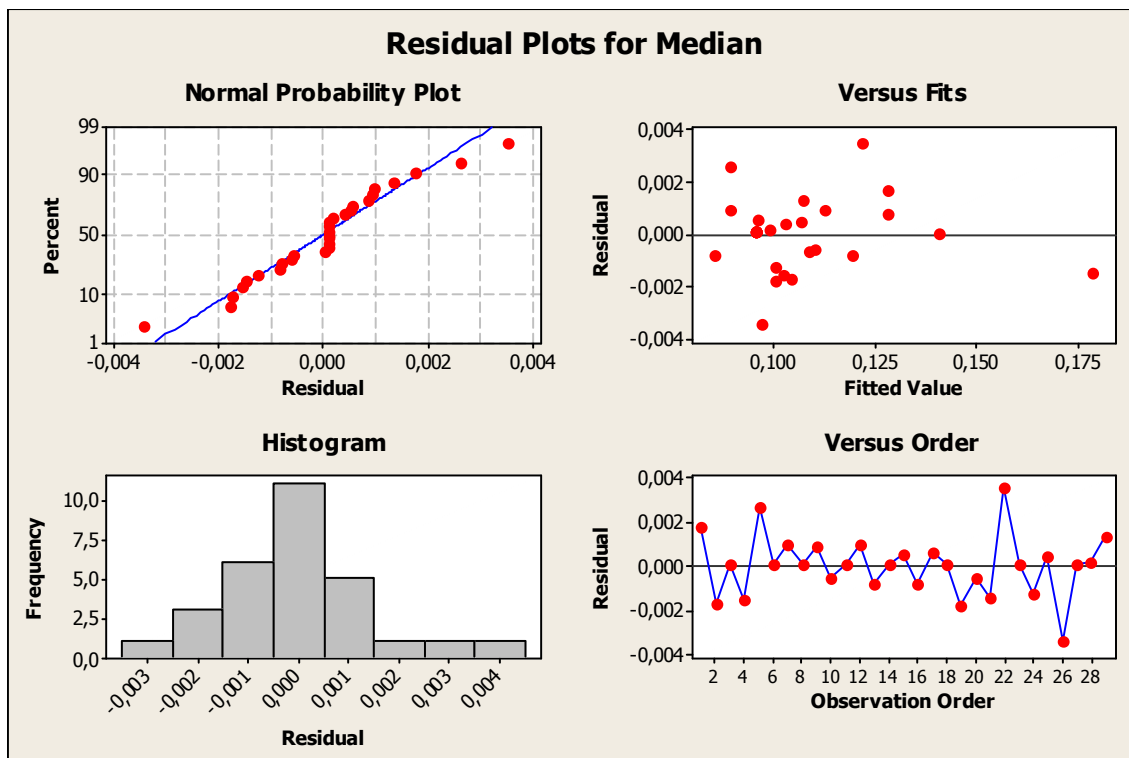 Residual Plots for Median
Normal Probability Plot
99
90
50
10
1
Percent
-0,004 -0,002 0,000 0,002 0,004
Residual
Versus Fits
0,004
0,002
0,000
-0,002
-0,004
Residual
0,100 0,125 0,150 0,175
Fitted Value
Histogram
10,0
7,5
5,0
2,5
0,0
Frequency
-0,003 -0,002 -0,001 0,000 0,001 0,002 0,003 0,004
Residual
Versus Order
0,004
0,002
0,000
-0,002
-0,004
Residual
2 4 6 8 10 12 14 16 18 20 22 24 26 28
Observation Order